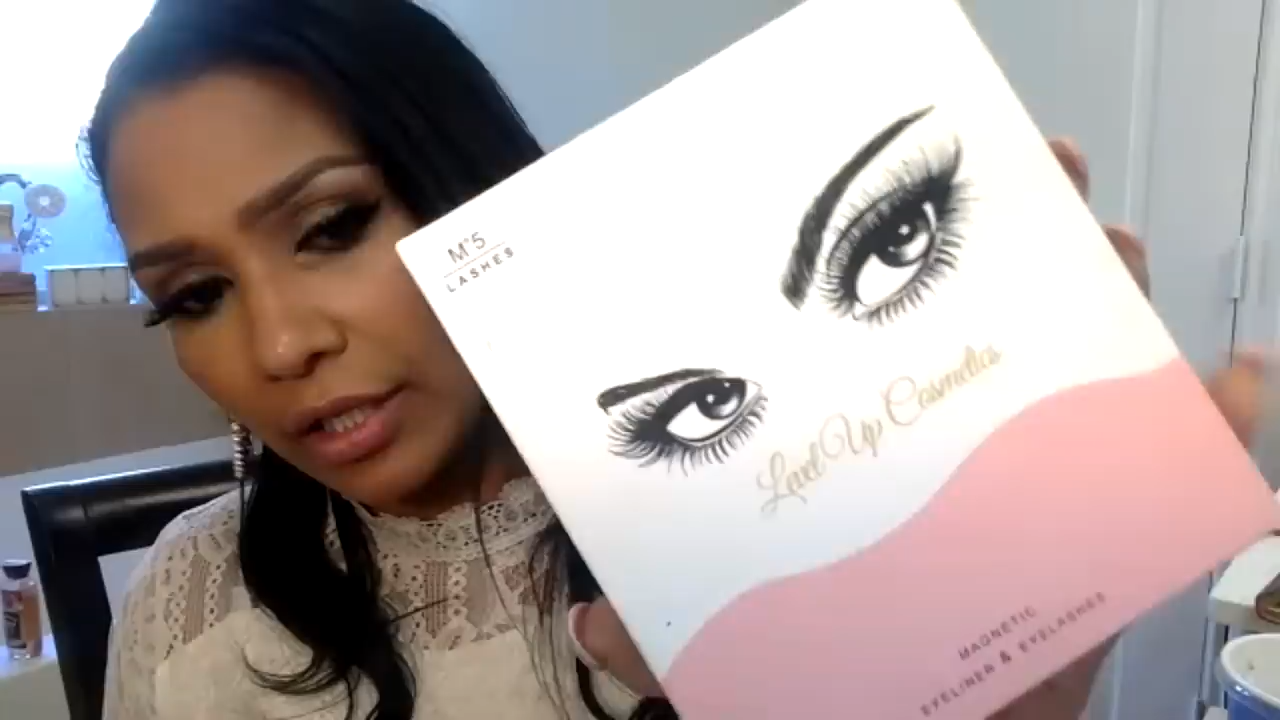 M°5
LASHES
Level Up Cosmetics
MAGNETIC
EYELINER & EYELASHES